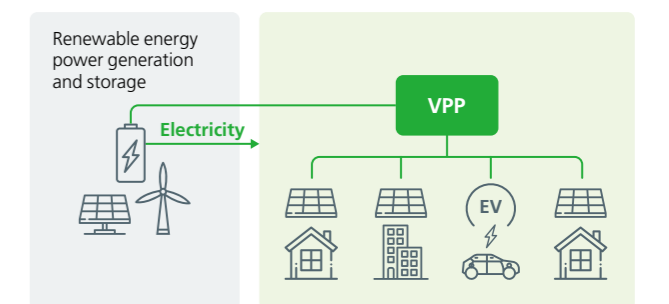 Renewable energy
power generation
and storage
VPP
Electricity
EV